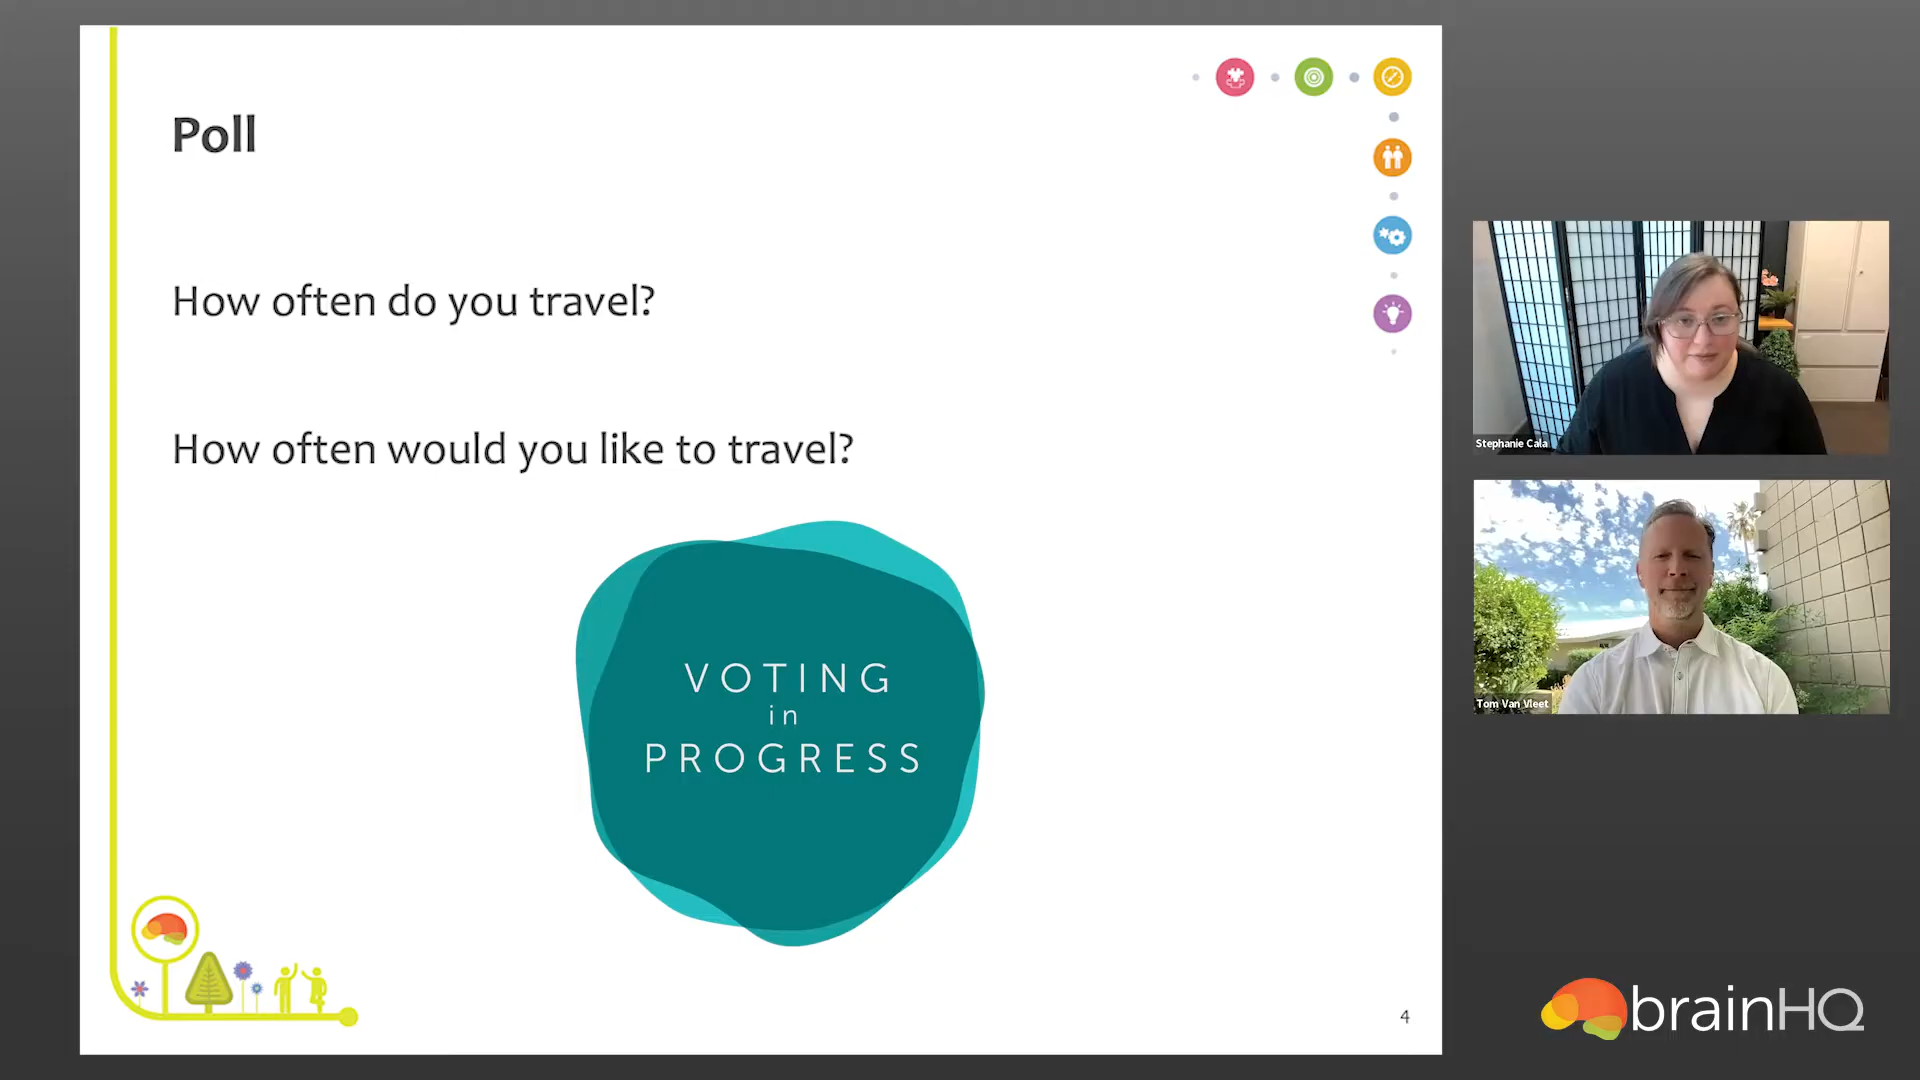 Poll
How often do you travel?
How often would you like to travel?
VOTING
in
PROGRESS
4
Stephanie Cala
Tom Van Vleet
brainHQ